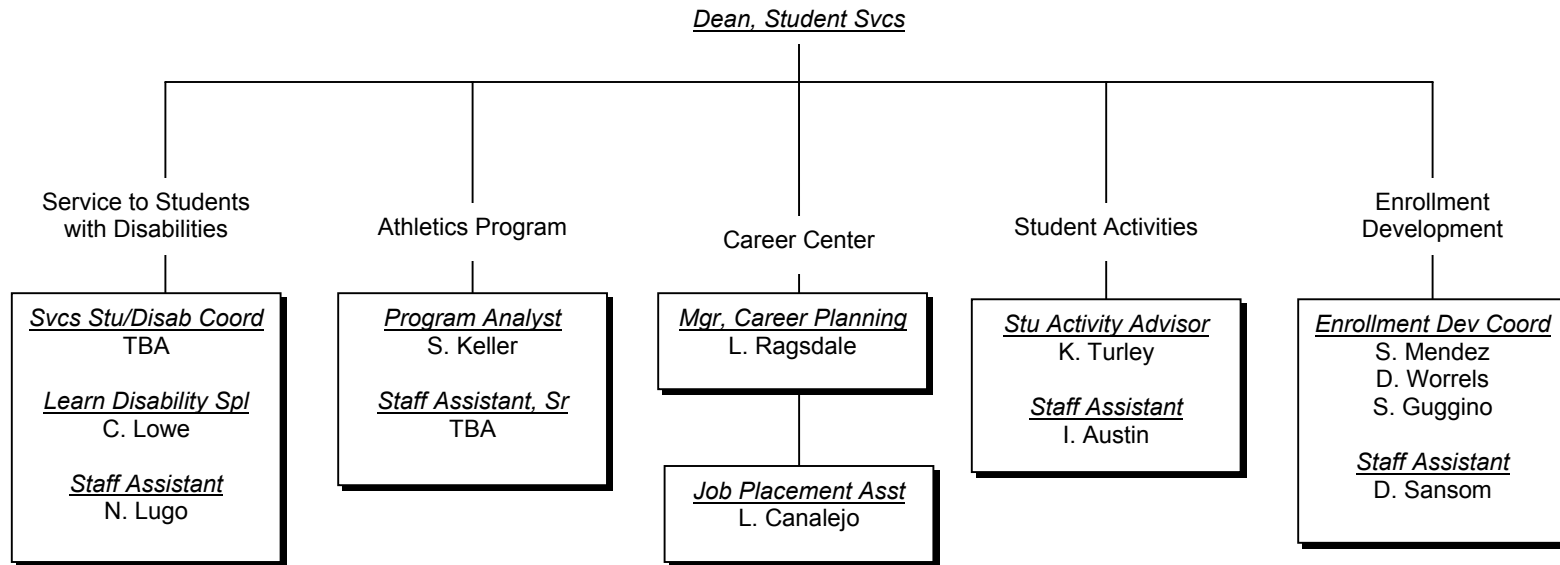 Dean, Student Svcs
Service to Students
with Disabilities
Svcs Stu/Disab Coord
TBA
Learn Disability Spl
C. Lowe
Staff Assistant
N. Lugo
Athletics Program
Program Analyst
S. Keller
Staff Assistant, Sr
TBA
Career Center
Mgr, Career Planning
L. Ragsdale
Job Placement Asst
L. Canalejo
Student Activities
Stu Activity Advisor
K. Turley
Staff Assistant
I. Austin
Enrollment
Development
Enrollment Dev Coord
S. Mendez
D. Worrels
S. Guggino
Staff Assistant
D. Sansom